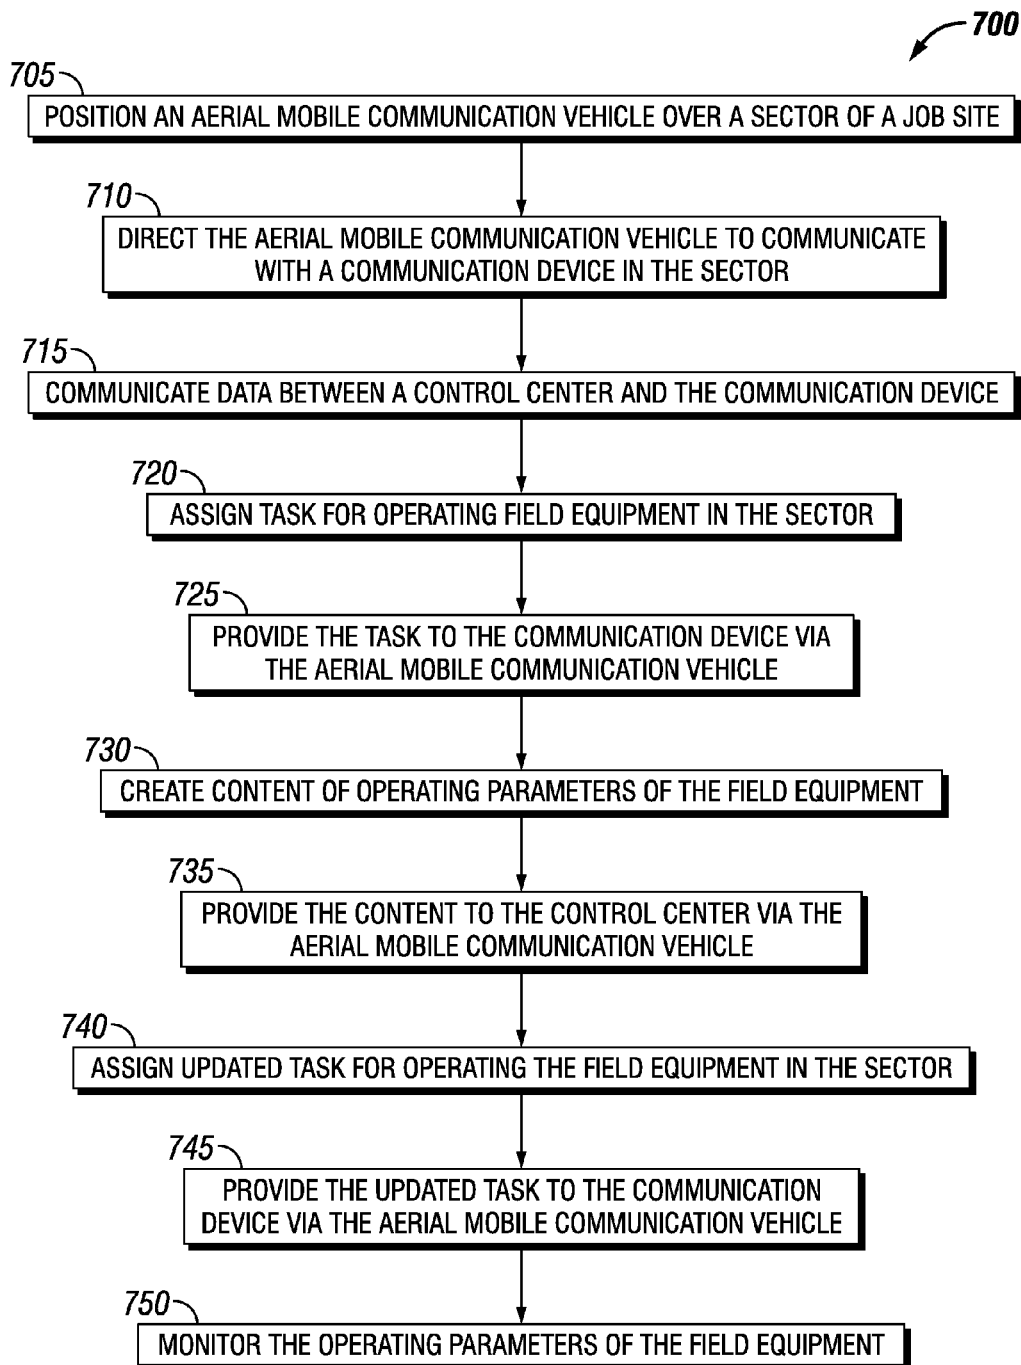 700
705
POSITION AN AERIAL MOBILE COMMUNICATION VEHICLE OVER A SECTOR OF A JOB SITE
710
DIRECT THE AERIAL MOBILE COMMUNICATION VEHICLE TO COMMUNICATE
WITH A COMMUNICATION DEVICE IN THE SECTOR
715
COMMUNICATE DATA BETWEEN A CONTROL CENTER AND THE COMMUNICATION DEVICE
720
ASSIGN TASK FOR OPERATING FIELD EQUIPMENT IN THE SECTOR
725
PROVIDE THE TASK TO THE COMMUNICATION DEVICE VIA
THE AERIAL MOBILE COMMUNICATION VEHICLE
730
CREATE CONTENT OF OPERATING PARAMETERS OF THE FIELD EQUIPMENT
735
PROVIDE THE CONTENT TO THE CONTROL CENTER VIA THE
AERIAL MOBILE COMMUNICATION VEHICLE
740
ASSIGN UPDATED TASK FOR OPERATING THE FIELD EQUIPMENT IN THE SECTOR
745
PROVIDE THE UPDATED TASK TO THE COMMUNICATION
DEVICE VIA THE AERIAL MOBILE COMMUNICATION VEHICLE
750
MONITOR THE OPERATING PARAMETERS OF THE FIELD EQUIPMENT